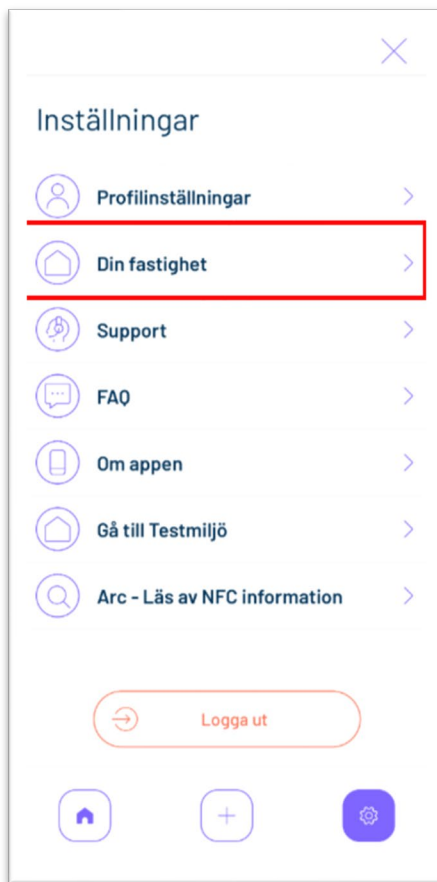 Inställningar
Profilinställningar
Din fastighet
Support
FAQ
Om appen
Gå till Testmiljö
Arc - Läs av NFC information
Logga ut